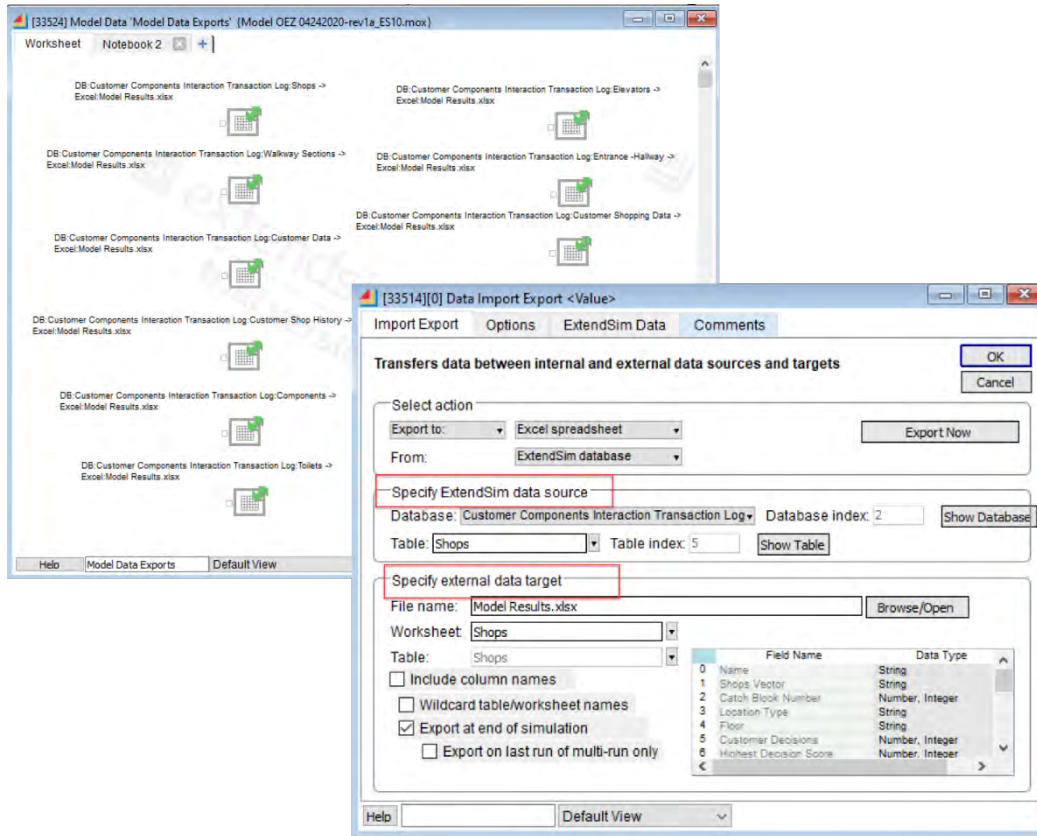 [33524] Model Data 'Model Data Exports' {Model OEZ 04242020-rev1a_ES10.mox}
Worksheet Notebook 2 +
DB:Customer Components Interaction Transaction Log:Shops ->
Excel:Model Results.xlsx
DB:Customer Components Interaction Transaction Log:Elevators ->
Excel:Model Results.xlsx
DB:Customer Components Interaction Transaction Log:Walkway Sections ->
Excel:Model Results.xlsx
DB:Customer Components Interaction Transaction Log:Entrance -Hallway ->
Excel:Model Results.xlsx
DB:Customer Components Interaction Transaction Log:Customer Data ->
Excel:Model Results.xlsx
DB:Customer Components Interaction Transaction Log:Customer Shopping Data ->
Excel:Model Results.xlsx
DB:Customer Components Interaction Transaction Log:Customer Shop History ->
Excel:Model Results.xlsx
DB:Customer Components Interaction Transaction Log:Components ->
Excel:Model Results.xlsx
DB:Customer Components Interaction Transaction Log:Toilets ->
Excel:Model Results.xlsx
Help Model Data Exports Default View
[33514][0] Data Import Export <Value>
Import Export Options ExtendSim Data Comments
Transfers data between internal and external data sources and targets
OK
Cancel
Select action
Export to: Excel spreadsheet Export Now
From: ExtendSim database
Specify ExtendSim data source
Database: Customer Components Interaction Transaction Log Database index: 2 Show Database
Table: Shops Table index: 5 Show Table
Specify external data target
File name: Model Results.xlsx Browse/Open
Worksheet: Shops
Table: Shops
Include column names
Wildcard table/worksheet names
Export at end of simulation
Export on last run of multi-run only
Field Name Data Type
0 Name String
1 Shops Vector String
2 Catch Block Number Number, Integer
3 Location Type String
4 Floor String
5 Customer Decisions Number, Integer
6 Highest Decision Score Number, Integer
Help Default View